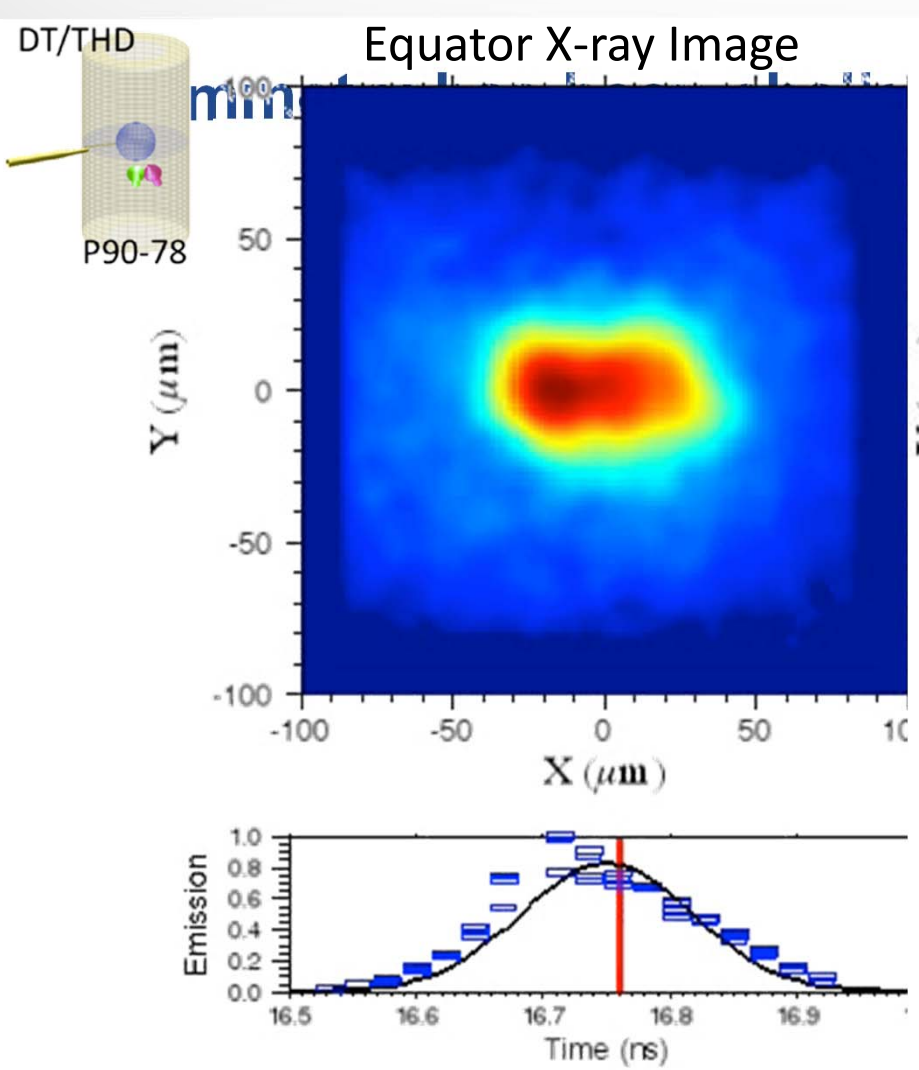 DT/THD
Equator X-ray Image
P90-78
100
50
0
-50
-100
Y (μm)
-100 -50 0 50
X (μm)
Emission
1.0
0.8
0.6
0.4
0.2
0.0
16.5 16.6 16.7 16.8 16.9
Time (ns)